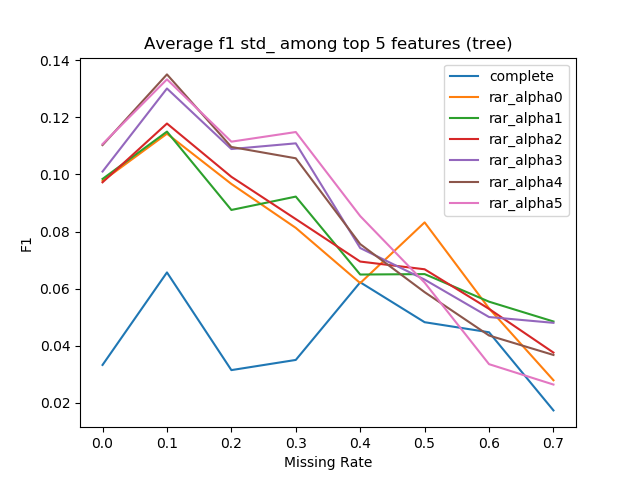 Average f1 std_ among top 5 features (tree)
0.14
0.12
0.10
0.08
0.06
0.04
0.02
F1
complete
rar_alpha0
rar_alpha1
rar_alpha2
rar_alpha3
rar_alpha4
rar_alpha5
0.0 0.1 0.2 0.3 0.4 0.5 0.6 0.7
Missing Rate